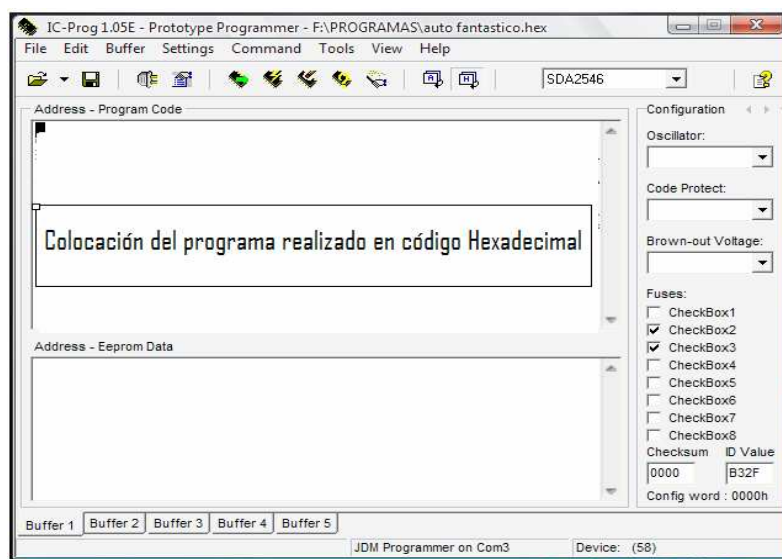 IC-Prog 1.05E - Prototype Programmer - F:\PROGRAMAS\auto fantastico.hex
File Edit Buffer Settings Command Tools View Help
SDA2546
Address - Program Code
Colocación del programa realizado en código Hexadecimal
Address - Eeprom Data
Configuration
Oscillator:
Code Protect:
Brown-out Voltage:
Fuses:
CheckBox1
CheckBox2
CheckBox3
CheckBox4
CheckBox5
CheckBox6
CheckBox7
CheckBox8
Checksum ID Value
0000 B32F
Config word : 0000h
Buffer 1 Buffer 2 Buffer 3 Buffer 4 Buffer 5
JDM Programmer on Com3 Device: (58)